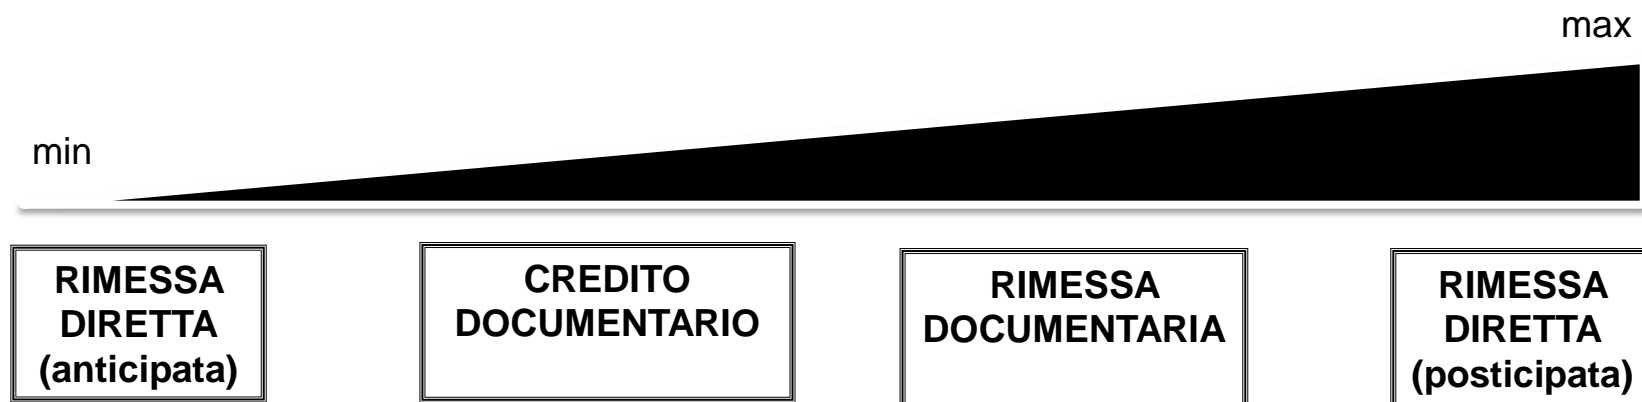 max
min
RIMESSA
DIRETTA
(anticipata)
CREDITO
DOCUMENTARIO
RIMESSA
DOCUMENTARIA
RIMESSA
DIRETTA
(posticipata)